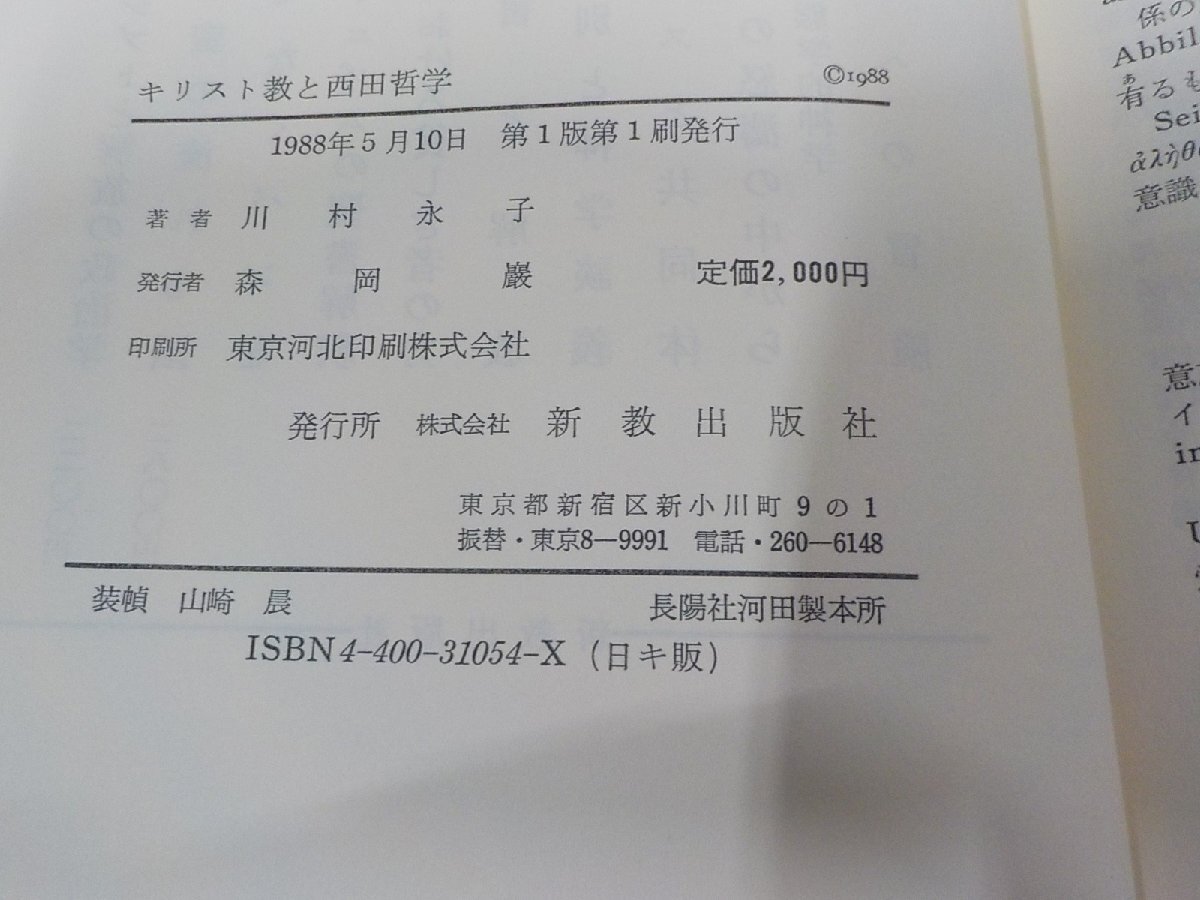 キリスト教と西田哲学 ©1988
1988年5月10日 第1版第1刷発行
著者 川村永子
発行者 森岡巖 定価2,000円
印刷所 東京河北印刷株式会社
発行所 株式会社 新教出版社
東京都新宿区新小川町9の1
振替・東京8—9991 電話・260—6148
装幀 山崎 晨 長陽社河田製本所
ISBN4-400-31054-X (日キ販)
係の
Abbil
有るも
Sei
意識
in